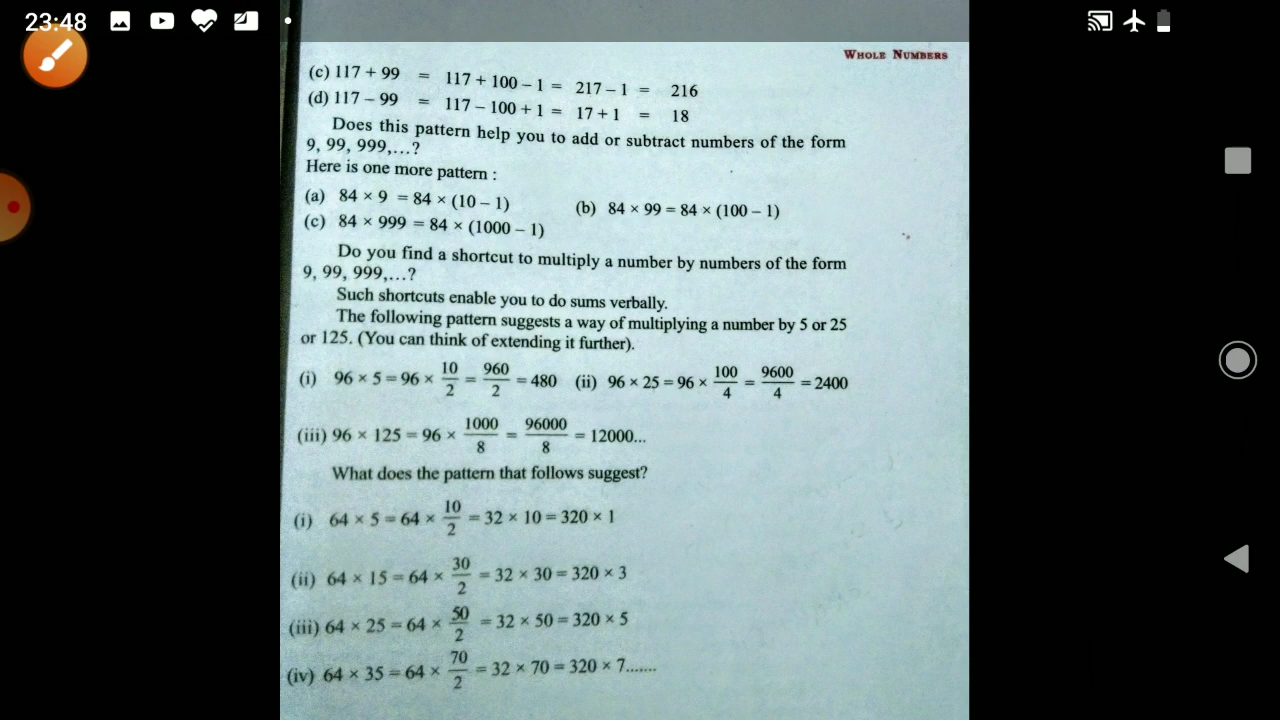 23:48
WHOLE NUMBERS
(c) 117 + 99 = 117 + 100 – 1 = 217 – 1 = 216
(d) 117 – 99 = 117 – 100 + 1 = 17 + 1 = 18
Does this pattern help you to add or subtract numbers of the form
9, 99, 999,...?
Here is one more pattern :
(a) 84 × 9 = 84 × (10 – 1) (b) 84 × 99 = 84 × (100 – 1)
(c) 84 × 999 = 84 × (1000 – 1)
Do you find a shortcut to multiply a number by numbers of the form
9, 99, 999,...?
Such shortcuts enable you to do sums verbally.
The following pattern suggests a way of multiplying a number by 5 or 25
or 125. (You can think of extending it further).
(i) 96 × 5 = 96 × 10/2 = 960/2 = 480 (ii) 96 × 25 = 96 × 100/4 = 9600/4 = 2400
(iii) 96 × 125 = 96 × 1000/8 = 96000/8 = 12000...
What does the pattern that follows suggest?
(i) 64 × 5 = 64 × 10/2 = 32 × 10 = 320 × 1
(ii) 64 × 15 = 64 × 30/2 = 32 × 30 = 320 × 3
(iii) 64 × 25 = 64 × 50/2 = 32 × 50 = 320 × 5
(iv) 64 × 35 = 64 × 70/2 = 32 × 70 = 320 × 7.......